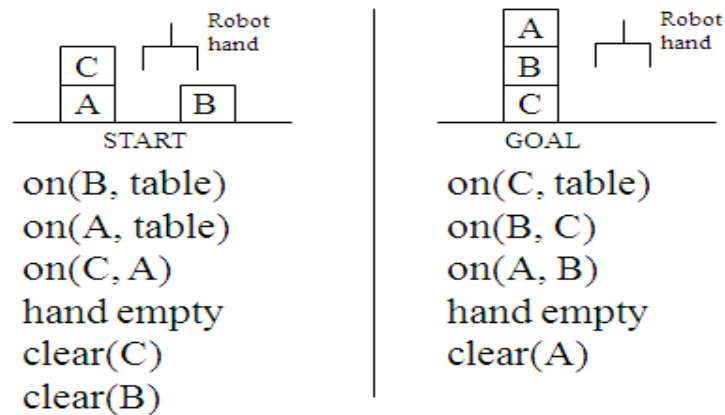 Robot
hand
C
A
B
START
on(B, table)
on(A, table)
on(C, A)
hand empty
clear(C)
clear(B)
A
B
C
Robot
hand
GOAL
on(C, table)
on(B, C)
on(A, B)
hand empty
clear(A)